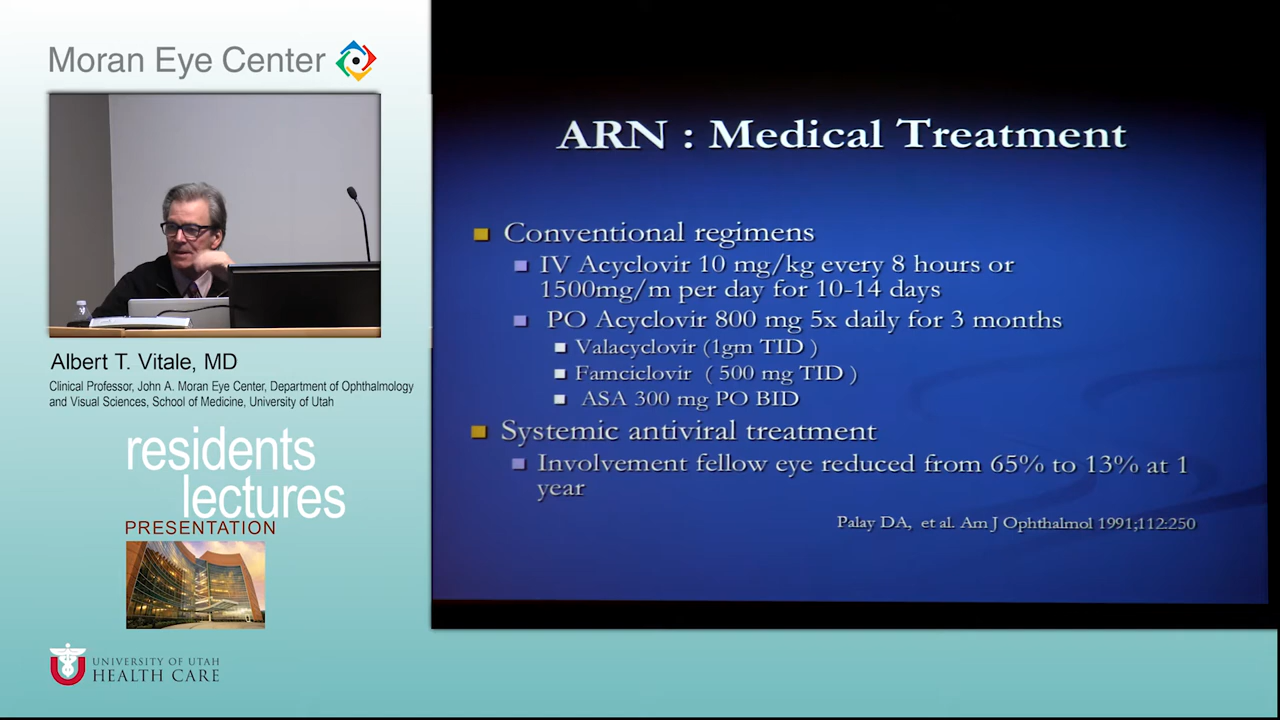 Moran Eye Center
Albert T. Vitale, MD
Clinical Professor, John A. Moran Eye Center, Department of Ophthalmology
and Visual Sciences, School of Medicine, University of Utah
residents
lectures
PRESENTATION
UNIVERSITY OF UTAH
HEALTH CARE
ARN : Medical Treatment
Conventional regimens
IV Acyclovir 10 mg/kg every 8 hours or
1500mg/m per day for 10-14 days
PO Acyclovir 800 mg 5x daily for 3 months
Valacyclovir (1gm TID )
Famciclovir ( 500 mg TID )
ASA 300 mg PO BID
Systemic antiviral treatment
Involvement fellow eye reduced from 65% to 13% at 1
year
Palay DA, et al. Am J Ophthalmol 1991;112:250